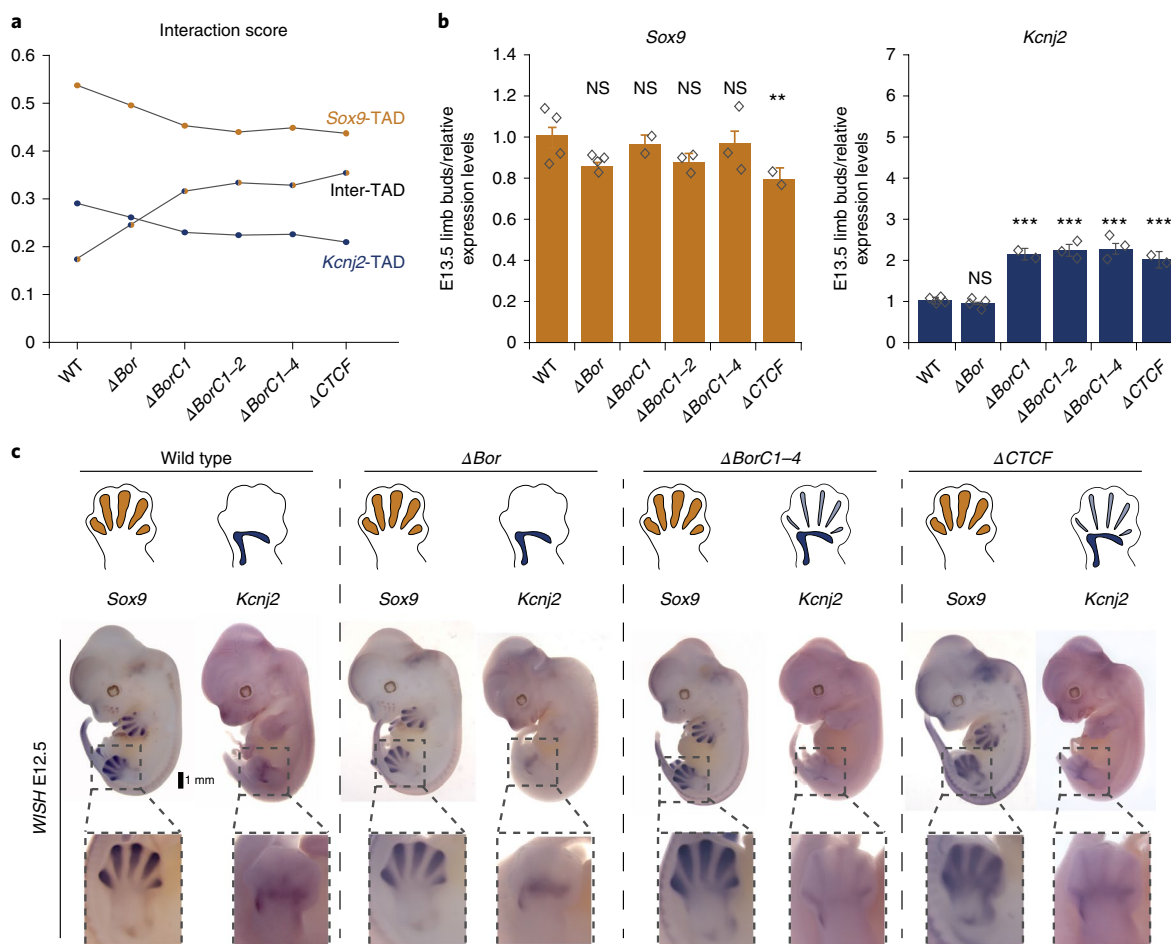 a
Interaction score
0.6
0.5
0.4
0.3
0.2
0.1
0
Sox9-TAD
Inter-TAD
Kcnj2-TAD
WT
ΔBor
ΔBorC1
ΔBorC1–2
ΔBorC1–4
ΔCTCF
b
Sox9
E13.5 limb buds/relative
expression levels
1.4
1.2
1.0
0.8
0.6
0.4
0.2
0
NS
NS
NS
NS
**
WT
ΔBor
ΔBorC1
ΔBorC1–2
ΔBorC1–4
ΔCTCF
Kcnj2
E13.5 limb buds/relative
expression levels
7
6
5
4
3
2
1
0
NS
***
***
***
***
WT
ΔBor
ΔBorC1
ΔBorC1–2
ΔBorC1–4
ΔCTCF
c
Wild type
ΔBor
ΔBorC1–4
ΔCTCF
Sox9
Kcnj2
Sox9
Kcnj2
Sox9
Kcnj2
Sox9
Kcnj2
WISH E12.5
1 mm